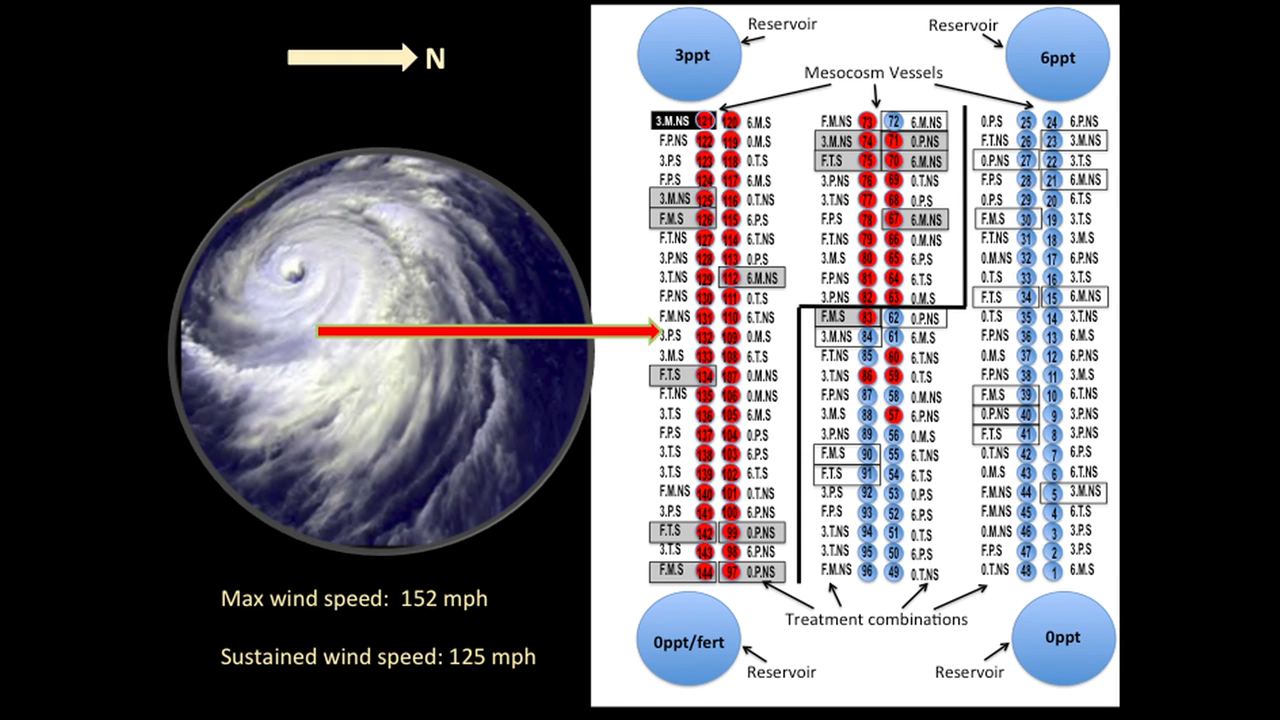 N
Max wind speed: 152 mph
Sustained wind speed: 125 mph
Reservoir
Reservoir
3ppt
6ppt
Mesocosm Vessels
3.M.NS 121 120 6.M.S
F.P.NS 122 119 0.M.S
3.P.S 123 118 0.T.S
F.P.S 124 117 6.M.S
3.M.NS 125 116 0.T.NS
F.M.S 126 115 6.P.S
F.T.NS 127 114 6.T.NS
3.P.NS 128 113 0.P.S
3.T.NS 129 112 6.M.NS
F.P.NS 130 111 0.T.S
F.M.NS 131 110 6.T.NS
3.P.S 132 109 0.M.S
3.M.S 133 108 6.T.S
F.T.S 134 107 0.M.NS
F.T.NS 135 106 0.M.NS
3.T.S 136 105 6.M.S
F.P.S 137 104 0.P.S
3.T.S 138 103 6.P.S
3.T.S 139 102 6.T.S
F.M.NS 140 101 0.T.NS
3.P.S 141 100 6.P.NS
F.T.S 142 99 0.P.NS
3.T.S 143 98 6.P.NS
F.M.S 144 97 0.P.NS
F.M.NS 73 72 6.M.NS
3.M.NS 74 71 0.P.NS
F.T.S 75 70 6.M.NS
3.P.NS 76 69 0.T.NS
3.T.NS 77 68 0.P.S
F.P.S 78 67 6.M.NS
F.T.NS 79 66 0.M.NS
3.M.S 80 65 6.P.S
F.P.NS 81 64 6.T.S
3.P.NS 82 63 0.M.S
F.M.S 83 62 0.P.NS
3.M.NS 84 61 6.M.S
F.T.NS 85 60 6.T.NS
3.T.NS 86 59 0.T.S
F.P.NS 87 58 0.M.NS
3.M.S 88 57 6.P.NS
3.P.NS 89 56 0.M.S
F.M.S 90 55 6.T.NS
F.T.S 91 54 6.T.S
3.P.S 92 53 0.P.S
F.P.S 93 52 6.P.S
3.T.NS 94 51 0.T.S
3.T.NS 95 50 6.P.S
F.M.NS 96 49 0.T.NS
0.P.S 25 24 6.P.NS
F.T.NS 26 23 3.M.NS
0.P.NS 27 22 3.T.S
F.P.S 28 21 6.M.NS
0.P.S 29 20 6.T.S
F.M.S 30 19 3.T.S
F.T.NS 31 18 3.M.S
0.M.NS 32 17 6.P.S
0.T.S 33 16 3.T.S
F.T.S 34 15 6.M.NS
0.T.S 35 14 3.T.NS
F.P.NS 36 13 6.M.S
0.M.S 37 12 6.P.NS
F.P.NS 38 11 3.M.S
F.M.S 39 10 6.T.NS
0.P.NS 40 9 3.P.NS
F.T.S 41 8 3.P.NS
0.T.NS 42 7 6.P.S
0.M.S 43 6 6.T.NS
F.M.NS 44 5 3.M.NS
F.M.NS 45 4 6.T.S
0.M.NS 46 3 3.P.S
F.P.S 47 2 3.P.S
0.T.NS 48 1 6.M.S
Treatment combinations
0ppt/fert
0ppt
Reservoir
Reservoir